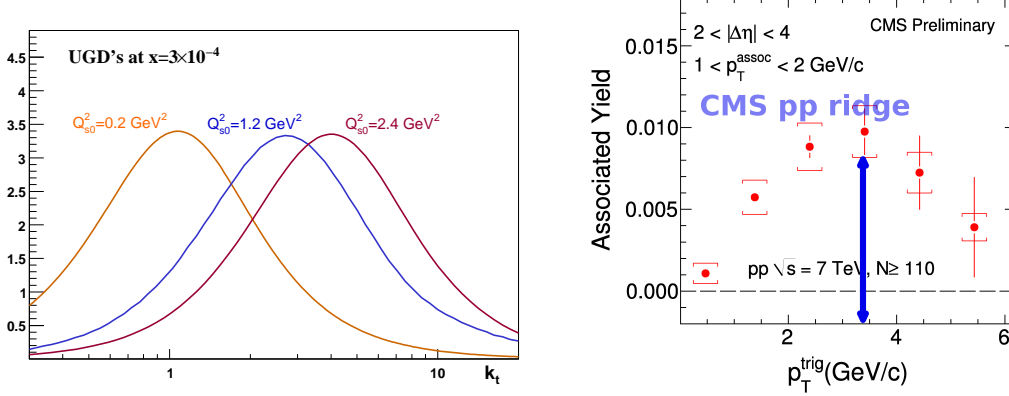 UGD's at x=3×10⁻⁴
Q²s0=0.2 GeV² Q²s0=1.2 GeV² Q²s0=2.4 GeV²
4.5
4
3.5
3
2.5
2
1.5
1
0.5
1 10 kt
CMS Preliminary
2 < |Δη| < 4
1 < pT^assoc < 2 GeV/c
CMS pp ridge
Associated Yield
0.015
0.010
0.005
0.000
pp √s = 7 TeV, N≥ 110
2 4 6
pT^trig(GeV/c)